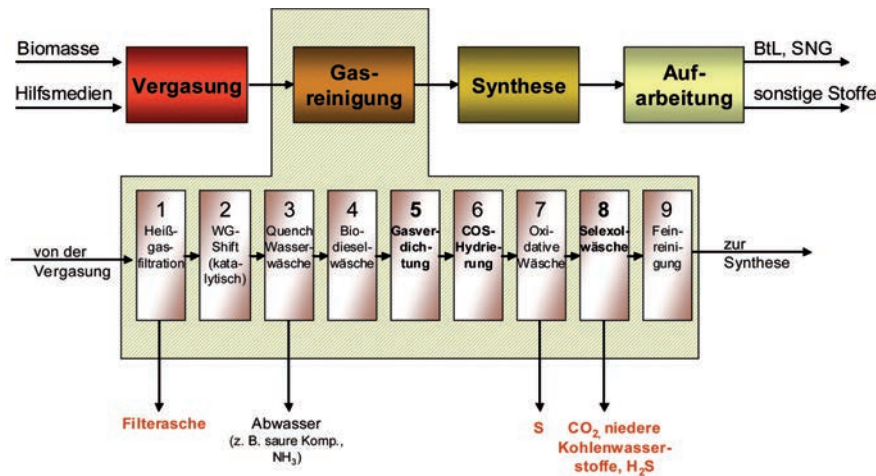 Biomasse
Hilfsmedien
Vergasung
Gas-
reinigung
Synthese
Auf-
arbeitung
BtL, SNG
sonstige Stoffe
von der
Vergasung
1
Heiß-
gas-
filtration
2
WG-
Shift
(kata-
lytisch)
3
Quench
Wasser-
wäsche
4
Bio-
diesel-
wäsche
5
Gasver-
dich-
tung
6
COS-
Hydrie-
rung
7
Oxi-
dative
Wäsche
8
Selexol-
wäsche
9
Fein-
reini-
gung
zur
Synthese
Filterasche
Abwasser
(z. B. saure Komp.,
NH3)
S
CO2, niedere
Kohlenwasser-
stoffe, H2S